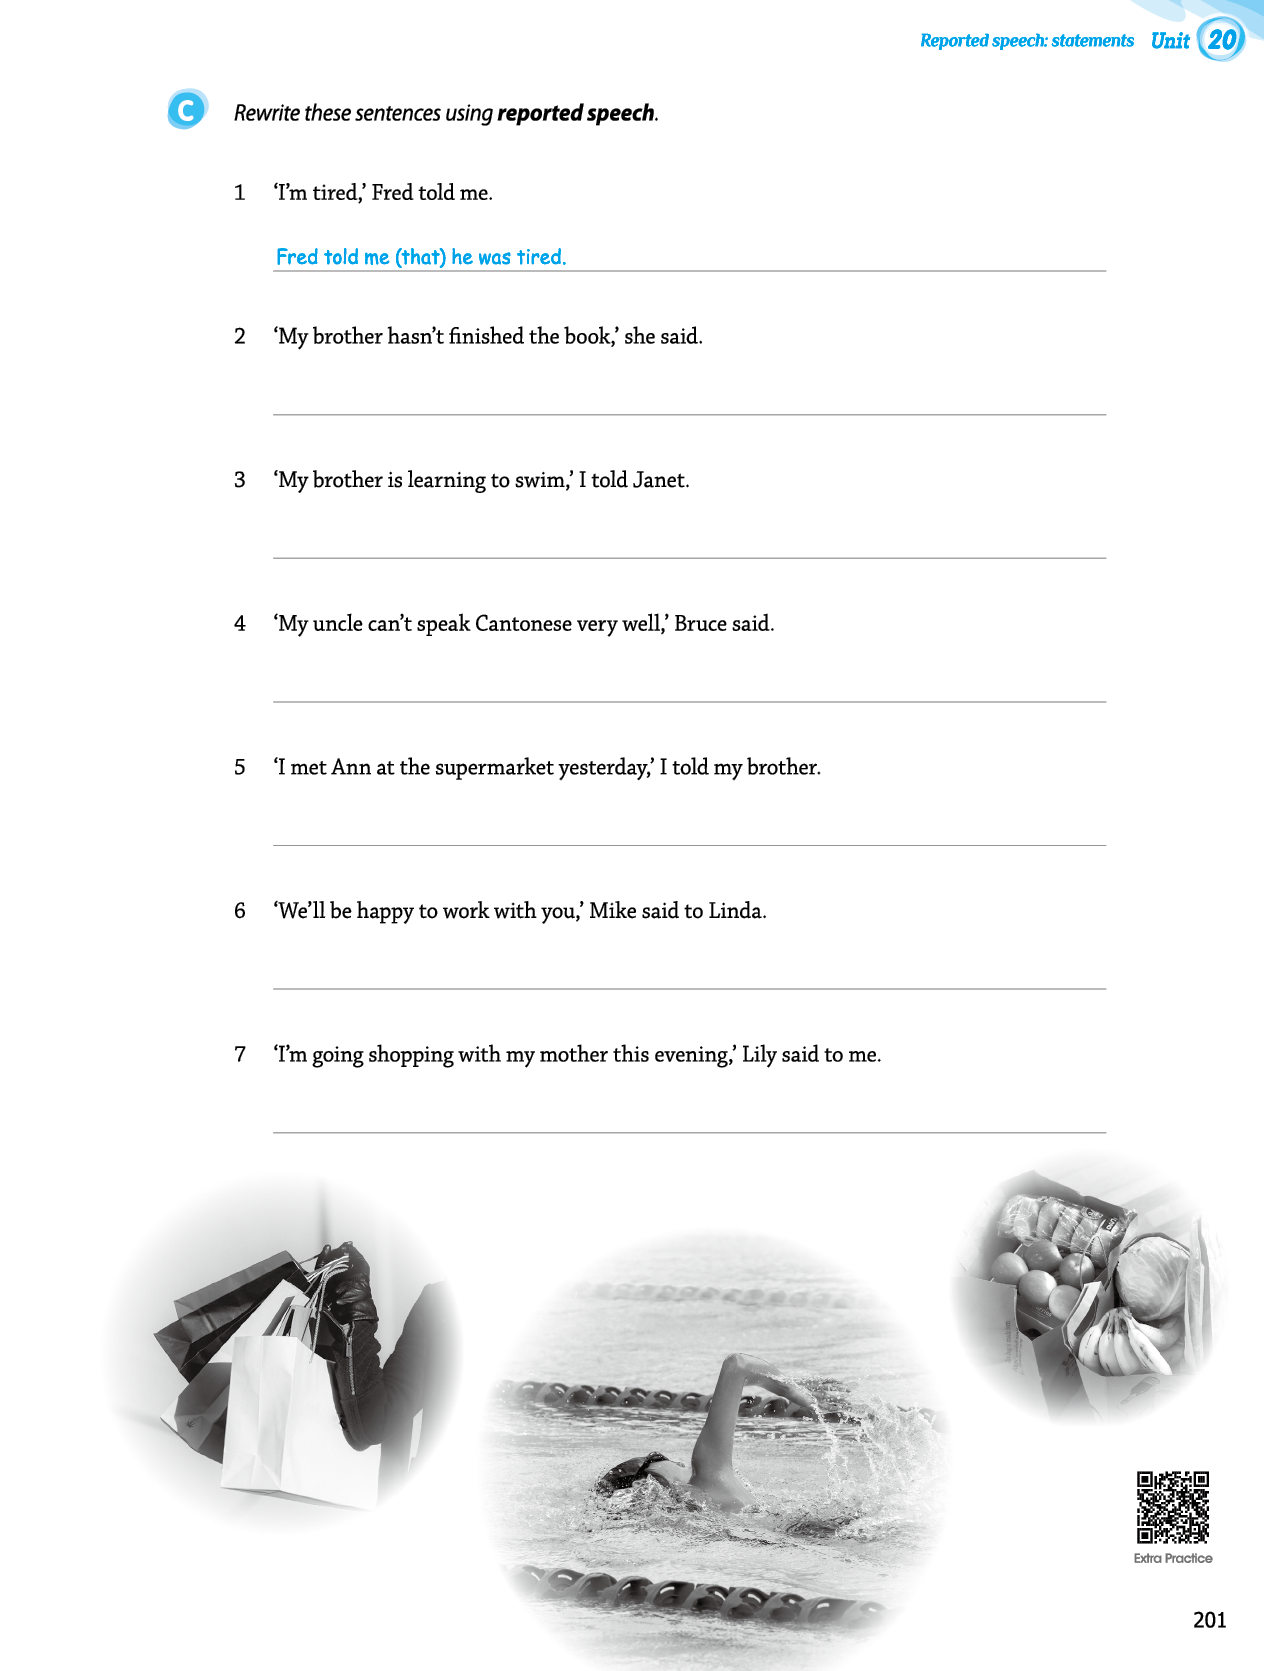 Reported speech: statements Unit 20
C Rewrite these sentences using reported speech.
1 ‘I’m tired,’ Fred told me.
Fred told me (that) he was tired.
2 ‘My brother hasn’t finished the book,’ she said.
3 ‘My brother is learning to swim,’ I told Janet.
4 ‘My uncle can’t speak Cantonese very well,’ Bruce said.
5 ‘I met Ann at the supermarket yesterday,’ I told my brother.
6 ‘We’ll be happy to work with you,’ Mike said to Linda.
7 ‘I’m going shopping with my mother this evening,’ Lily said to me.
Extra Practice
201